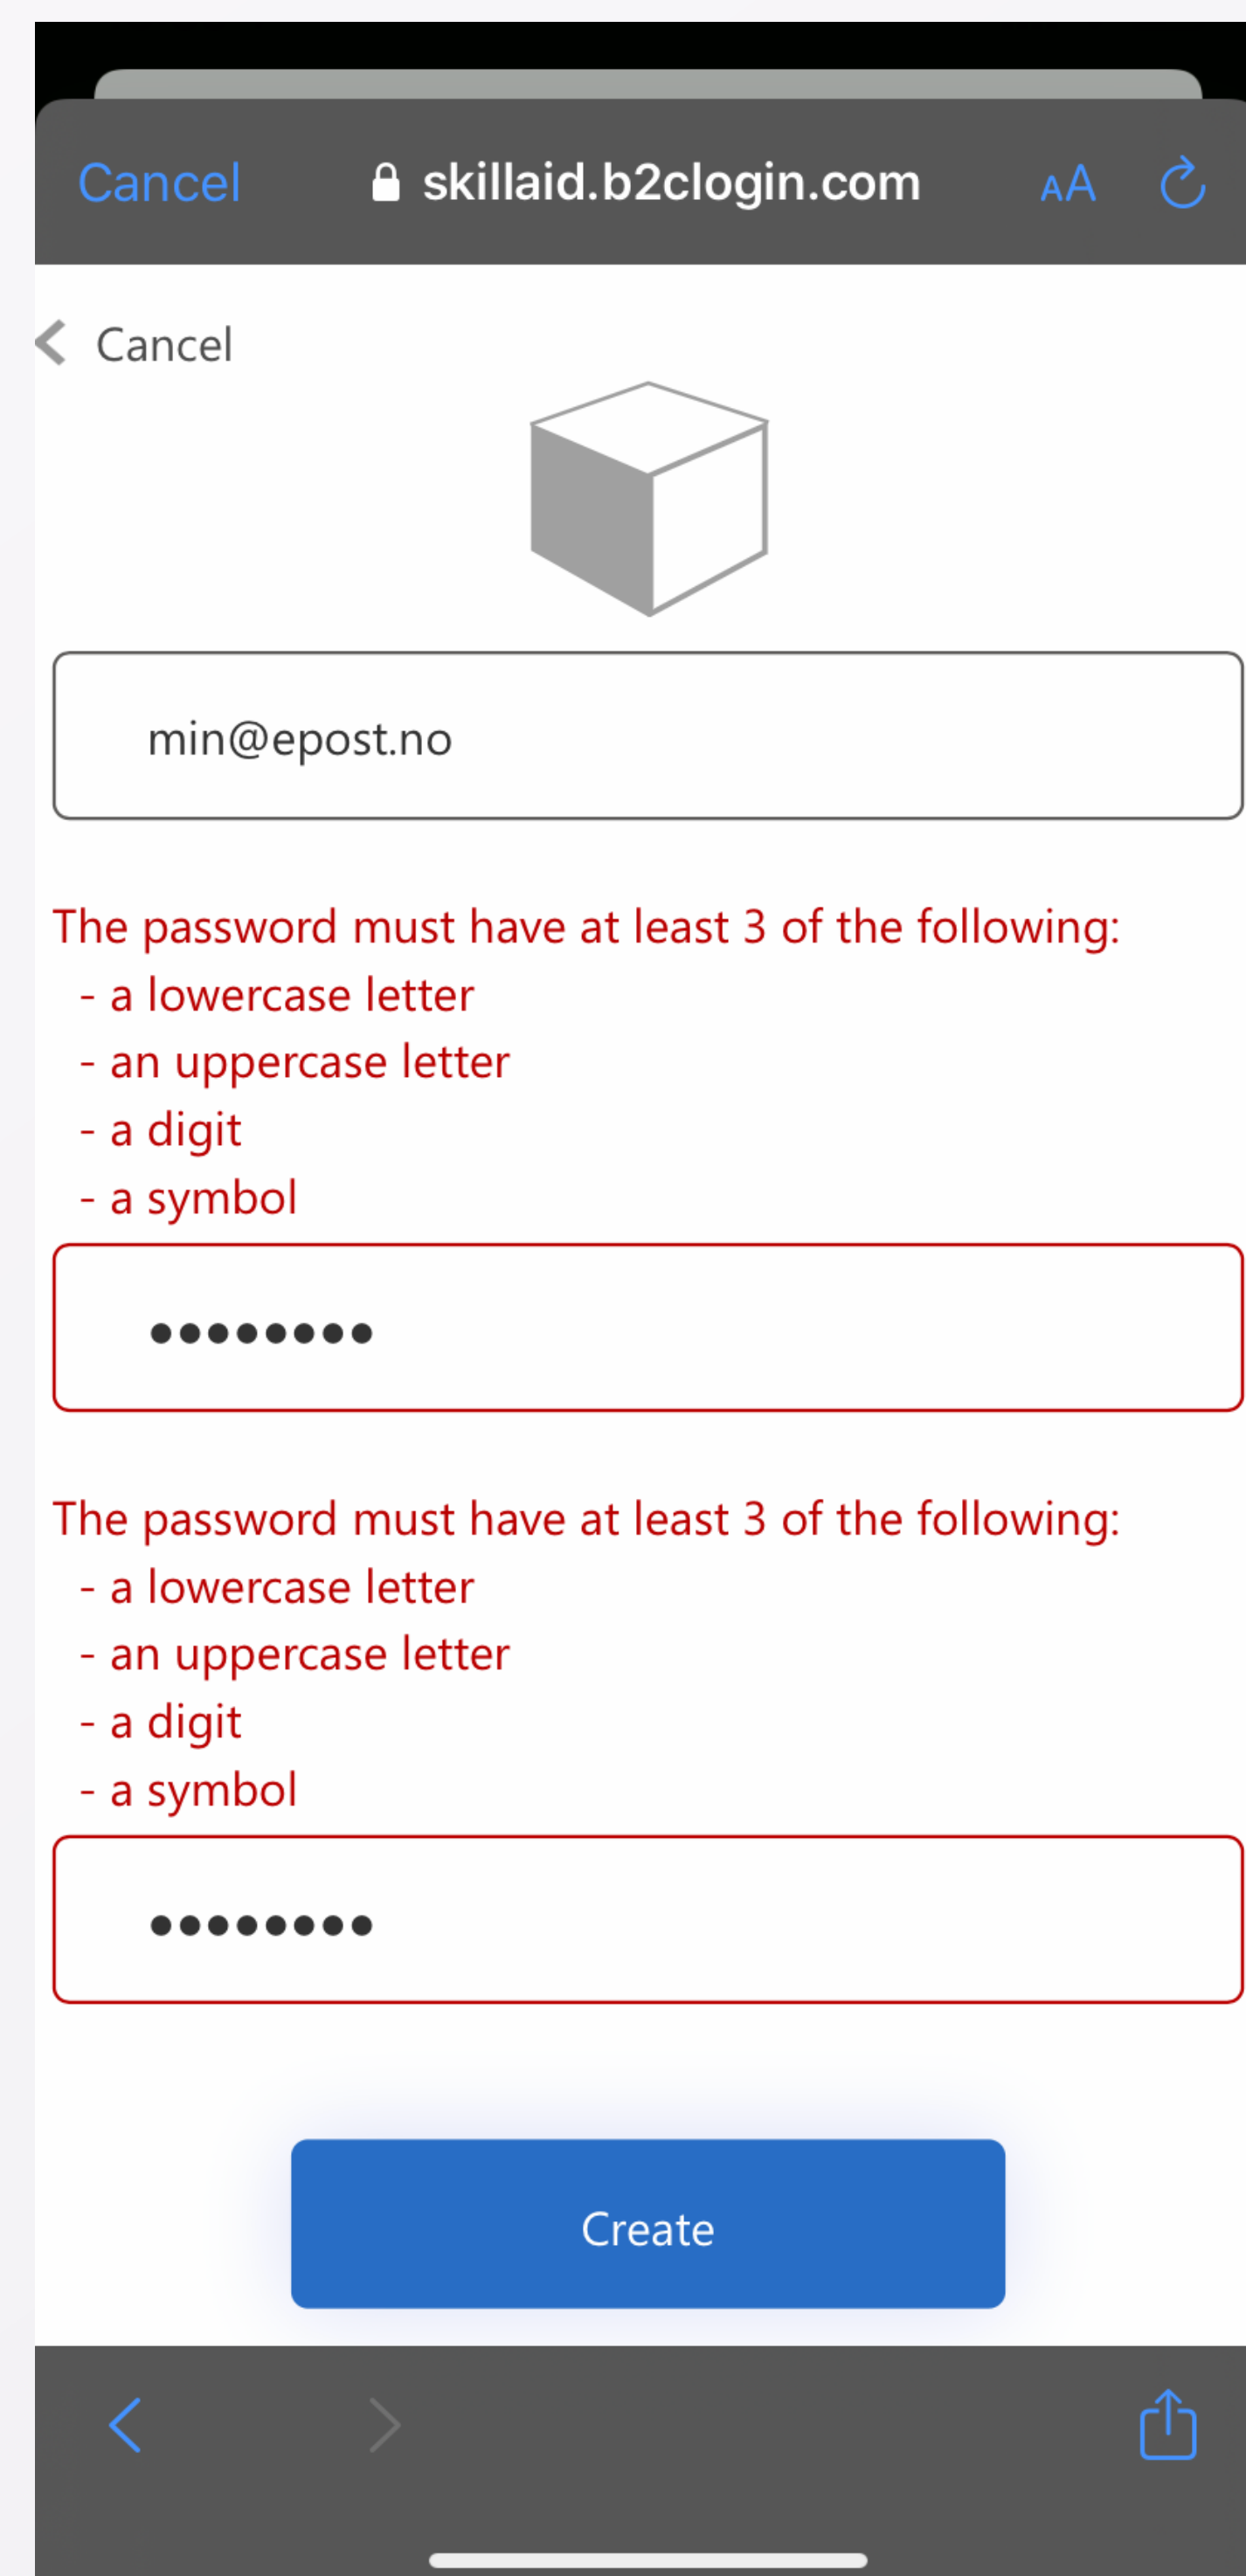 Cancel skillaid.b2clogin.com AA
Cancel
min@epost.no
The password must have at least 3 of the following:
- a lowercase letter
- an uppercase letter
- a digit
- a symbol
••••••••
The password must have at least 3 of the following:
- a lowercase letter
- an uppercase letter
- a digit
- a symbol
••••••••
Create